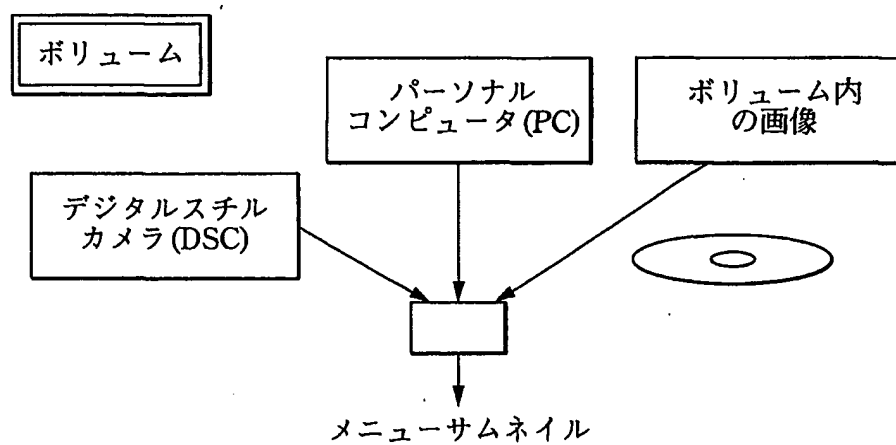 ボリューム
パーソナル
コンピュータ(PC)
ボリューム内
の画像
デジタルスチル
カメラ(DSC)
メニューサムネイル